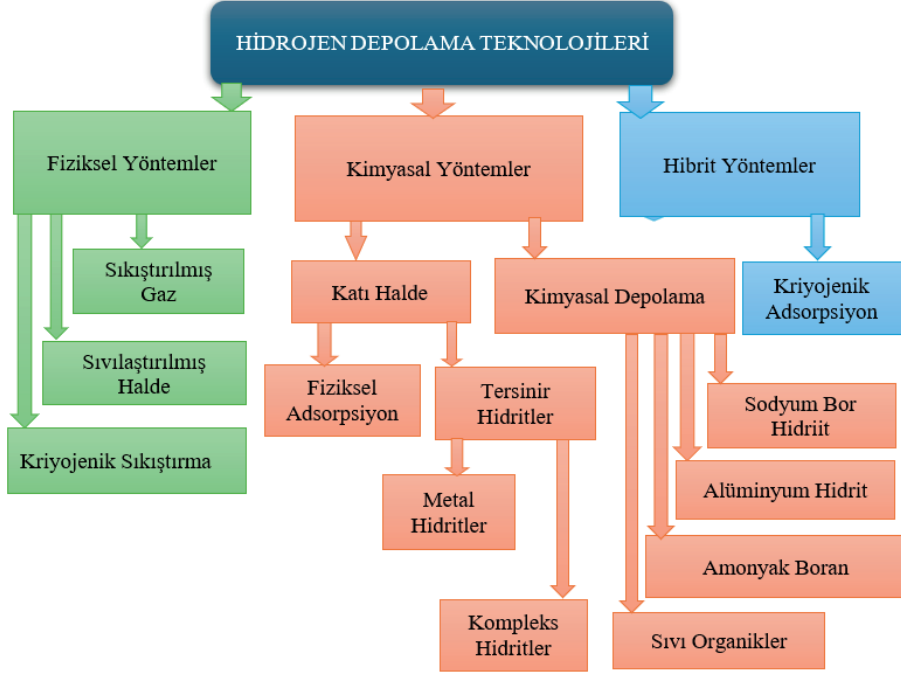 HİDROJEN DEPOLAMA TEKNOLOJİLERİ
Fiziksel Yöntemler
Kimyasal Yöntemler
Hibrit Yöntemler
Sıkıştırılmış
Gaz
Sıvılaştırılmış
Halde
Kriyojenik Sıkıştırma
Katı Halde
Fiziksel
Adsorpsiyon
Tersinir
Hidritler
Metal
Hidritler
Kompleks
Hidritler
Kimyasal Depolama
Sodyum Bor
Hidriit
Alüminyum Hidrit
Amonyak Boran
Sıvı Organikler
Kriyojenik
Adsorpsiyon